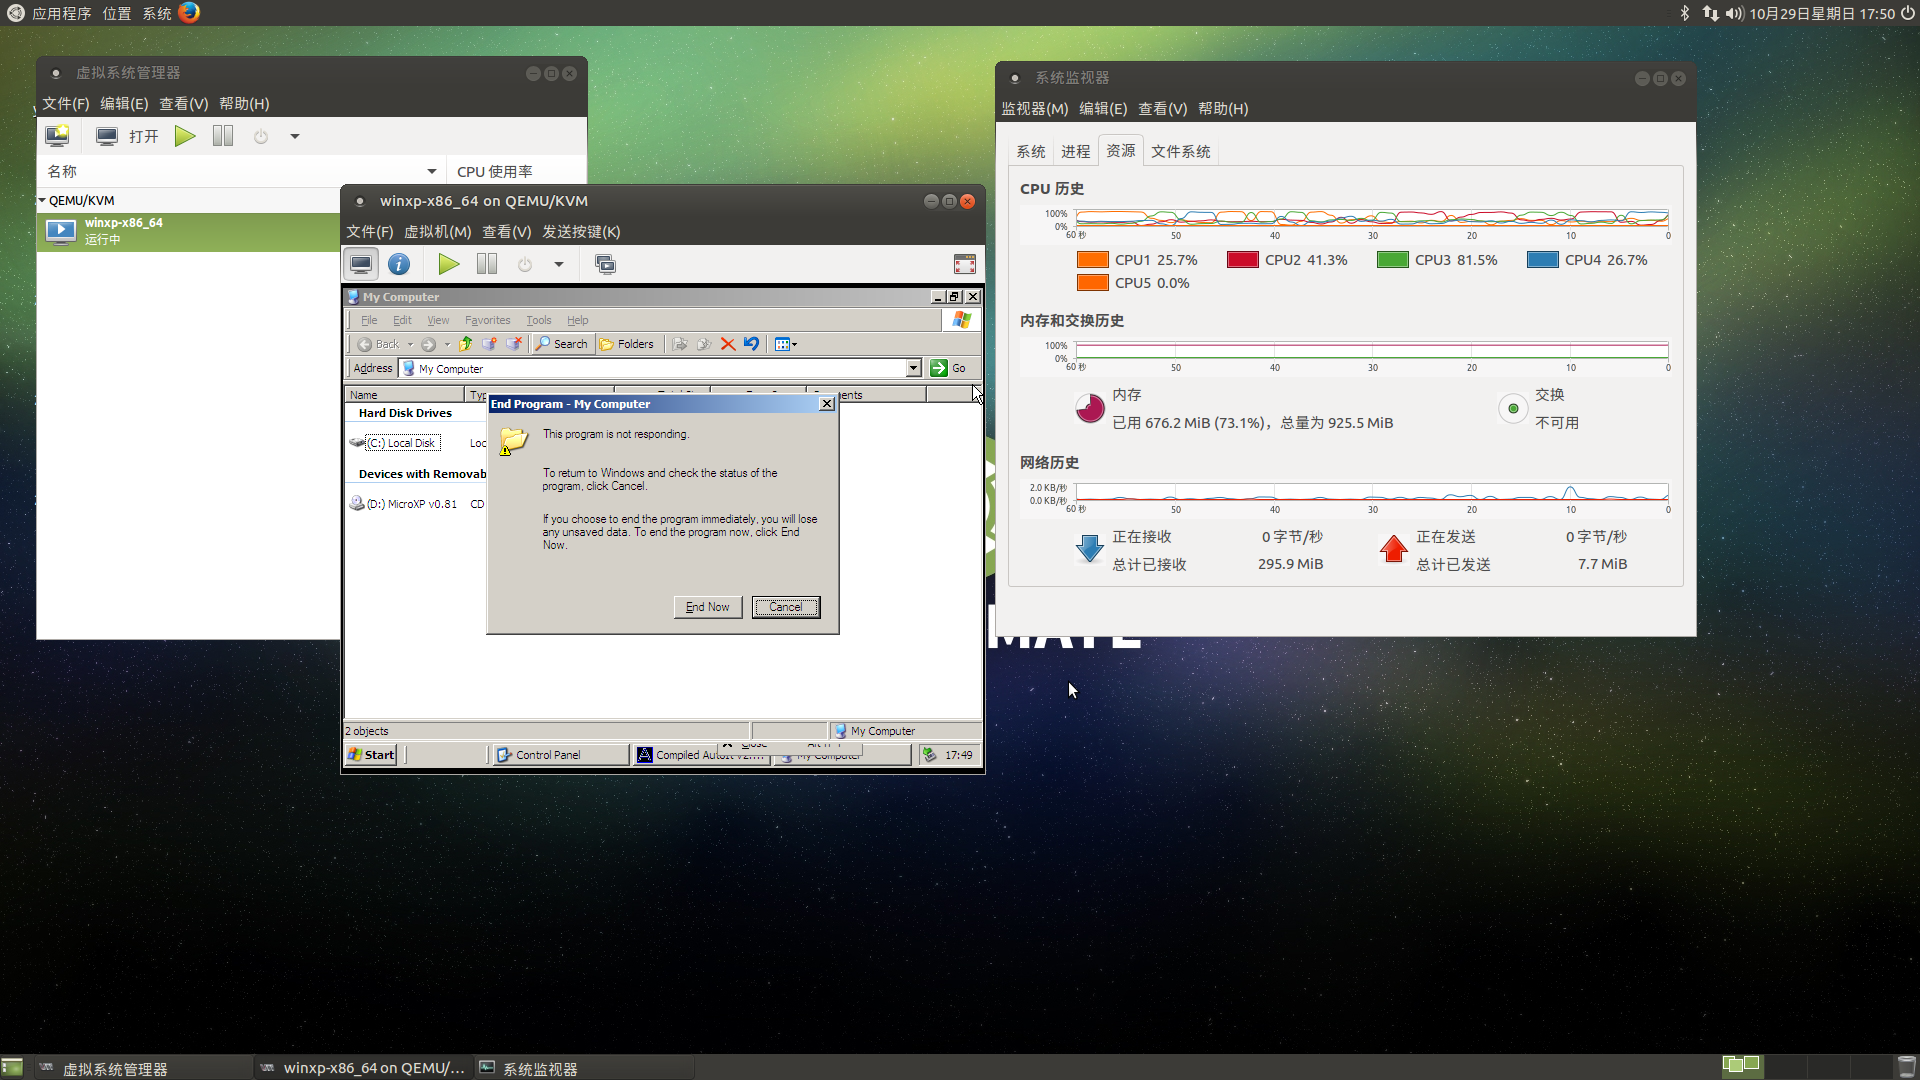 应用程序 位置 系统
10月29日星期日 17:50
虚拟系统管理器
文件(F) 编辑(E) 查看(V) 帮助(H)
打开
名称 CPU 使用率
QEMU/KVM
winxp-x86_64
运行中
winxp-x86_64 on QEMU/KVM
文件(F) 虚拟机(M) 查看(V) 发送按键(K)
My Computer
File Edit View Favorites Tools Help
Back Search Folders
Address My Computer Go
Name
Hard Disk Drives
(C:) Local Disk
Devices with Removab
(D:) MicroXP v0.81 CD
End Program - My Computer
This program is not responding.
To return to Windows and check the status of the
program, click Cancel.
If you choose to end the program immediately, you will lose
any unsaved data. To end the program now, click End
Now.
End Now Cancel
2 objects My Computer
Start Control Panel Compiled My Computer 17:49
系统监视器
监视器(M) 编辑(E) 查看(V) 帮助(H)
系统 进程 资源 文件系统
CPU 历史
100%
0%
60 秒 50 40 30 20 10 0
CPU1 25.7% CPU2 41.3% CPU3 81.5% CPU4 26.7%
CPU5 0.0%
内存和交换历史
100%
0%
60 秒 50 40 30 20 10 0
内存
已用 676.2 MiB (73.1%)，总量为 925.5 MiB
交换
不可用
网络历史
2.0 KB/秒
0.0 KB/秒
60 秒 50 40 30 20 10 0
正在接收 0 字节/秒 正在发送 0 字节/秒
总计已接收 295.9 MiB 总计已发送 7.7 MiB
MATE
虚拟系统管理器 winxp-x86_64 on QEMU/... 系统监视器